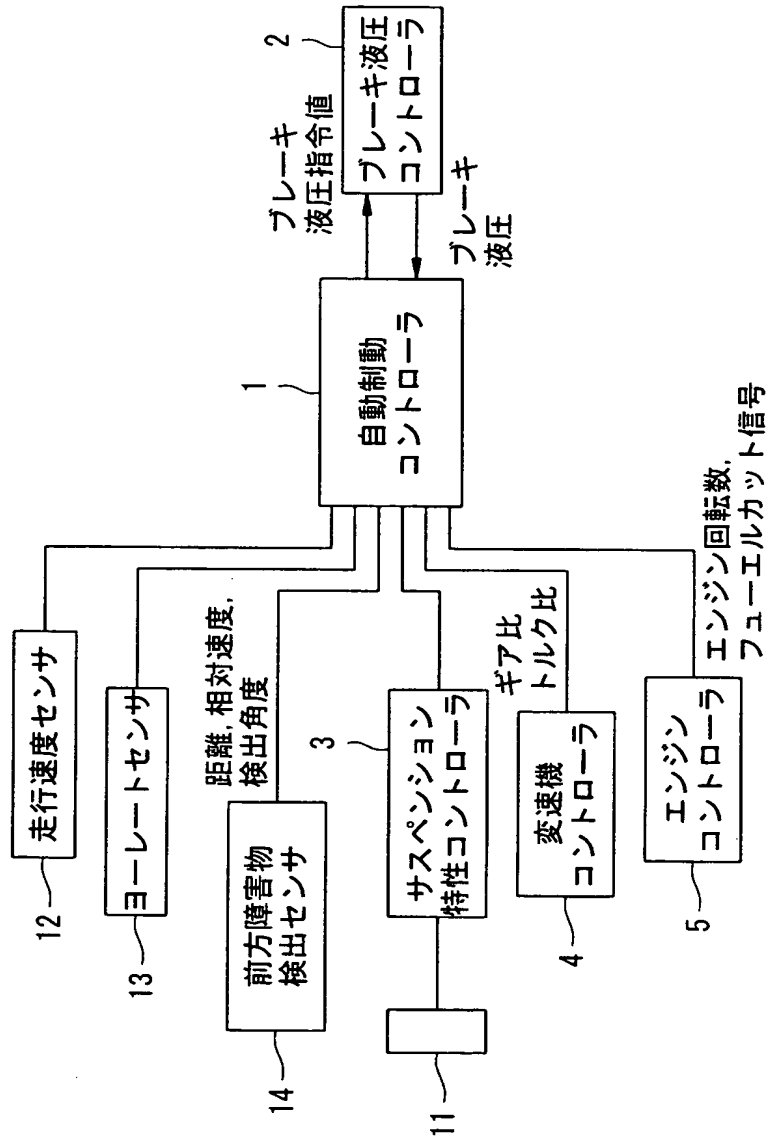 12
走行速度センサ
13
ヨーレートセンサ
14
前方障害物
検出センサ
距離, 相対速度,
検出角度
11
3
サスペンション
特性コントローラ
4
変速機
コントローラ
ギア比
トルク比
5
エンジン
コントローラ
エンジン回転数,
フューエルカット信号
1
自動制動
コントローラ
ブレーキ
液圧指令値
ブレーキ
液圧
2
ブレーキ液圧
コントローラ